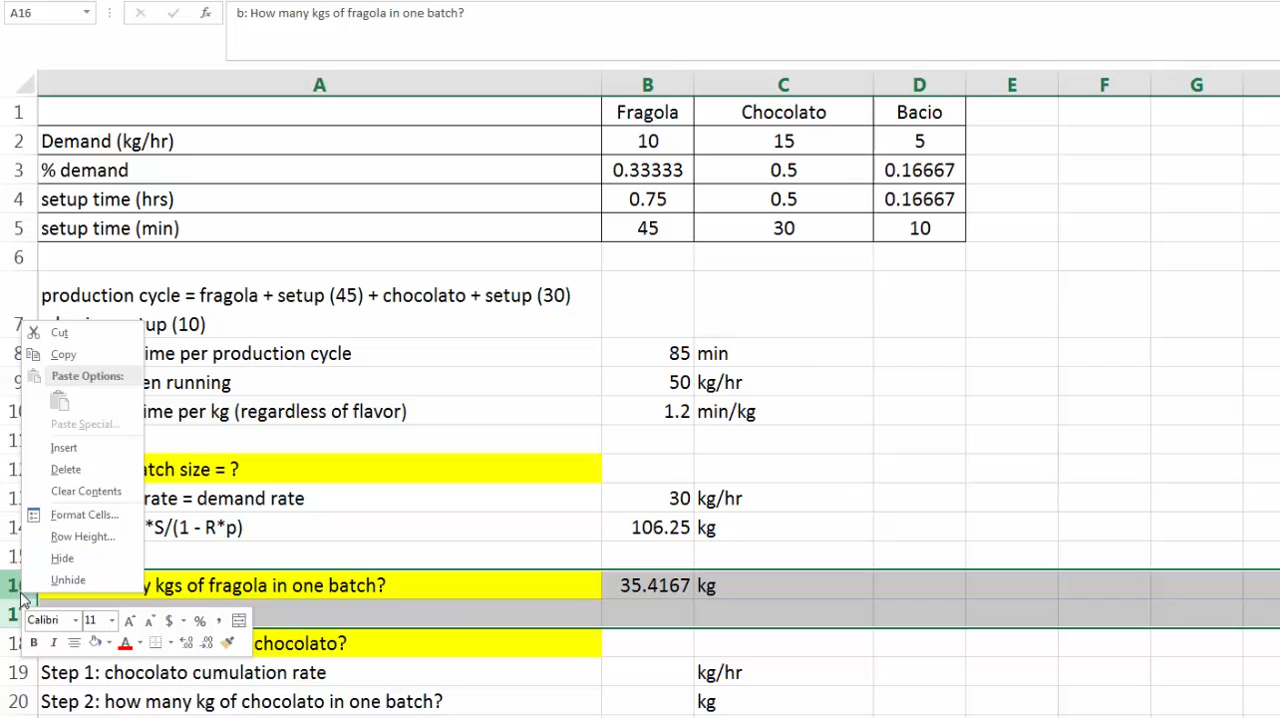 A16 fx b: How many kgs of fragola in one batch?
A B C D E F G
1 Fragola Chocolato Bacio
2 Demand (kg/hr) 10 15 5
3 % demand 0.33333 0.5 0.16667
4 setup time (hrs) 0.75 0.5 0.16667
5 setup time (min) 45 30 10
6
production cycle = fragola + setup (45) + chocolato + setup (30)
7 up (10)
8 ime per production cycle 85 min
9 en running 50 kg/hr
10 ime per kg (regardless of flavor) 1.2 min/kg
11
12 atch size = ?
13 rate = demand rate 30 kg/hr
14 *S/(1 - R*p) 106.25 kg
15
16 y kgs of fragola in one batch? 35.4167 kg
1
18 chocolato?
19 Step 1: chocolato cumulation rate kg/hr
20 Step 2: how many kg of chocolato in one batch? kg
Cut
Copy
Paste Options:
Paste Special...
Insert
Delete
Clear Contents
Format Cells...
Row Height...
Hide
Unhide
Calibri 11 A A $ % ,
B I A